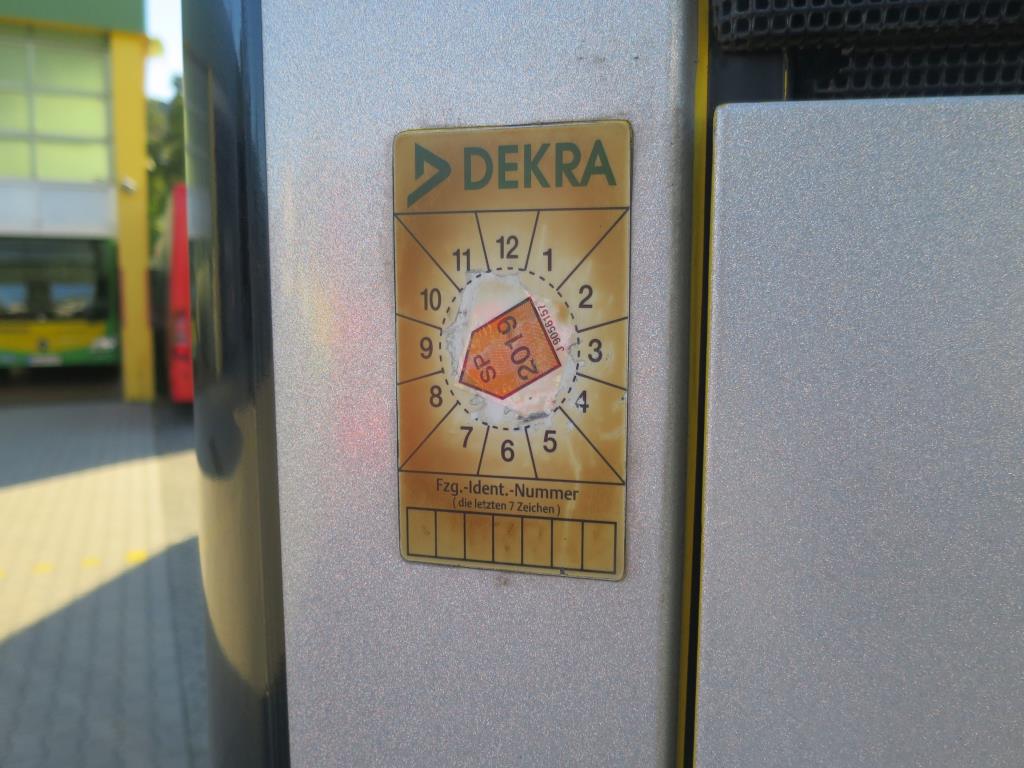 DEKRA
11 12 1
10 2
9 3
8 4
7 6 5
SP
2019
J9056157
Fzg.-Ident.-Nummer
(die letzten 7 Zeichen)